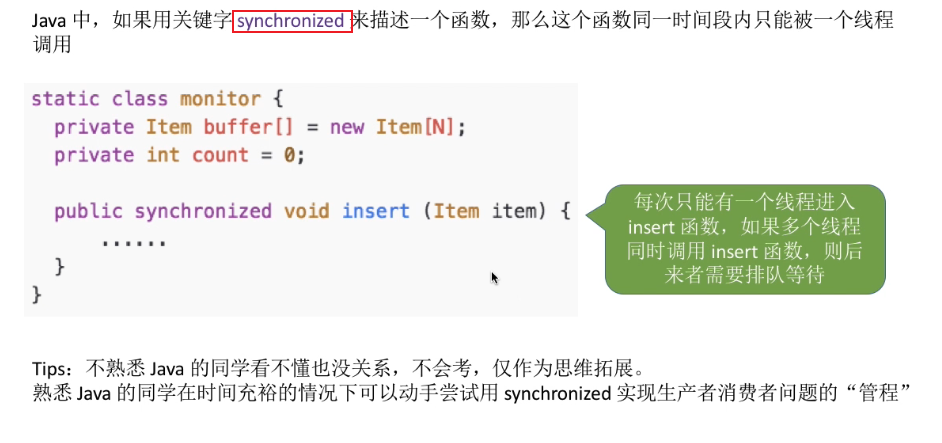 Java 中，如果用关键字 synchronized 来描述一个函数，那么这个函数同一时间段内只能被一个线程
调用
static class monitor {
private Item buffer[] = new Item[N];
private int count = 0;
public synchronized void insert (Item item) {
......
}
}
每次只能有一个线程进入
insert 函数，如果多个线程
同时调用 insert 函数，则后
来者需要排队等待
Tips：不熟悉 Java 的同学看不懂也没关系，不会考，仅作为思维拓展。
熟悉 Java 的同学在时间充裕的情况下可以动手尝试用 synchronized 实现生产者消费者问题的“管程”